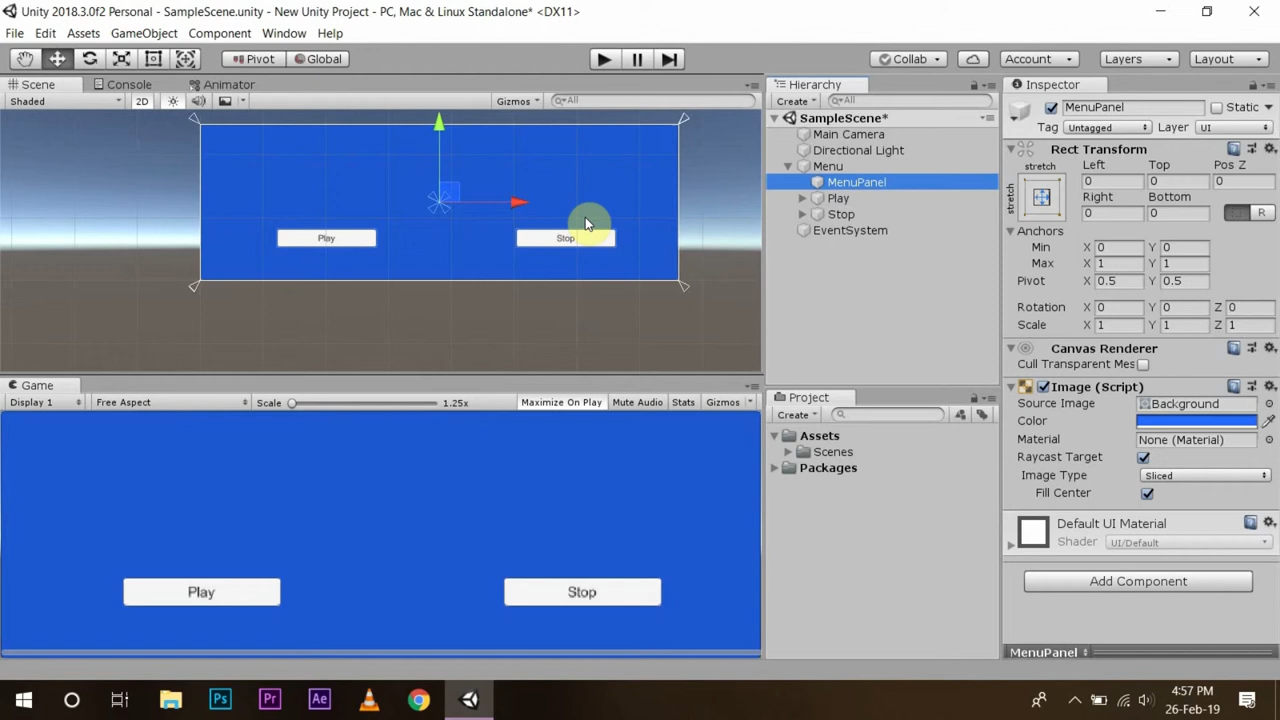 Unity 2018.3.0f2 Personal - SampleScene.unity - New Unity Project - PC, Mac & Linux Standalone* <DX11>
File Edit Assets GameObject Component Window Help
Pivot Global Collab Account Layers Layout
Scene Console Animator
Shaded 2D Gizmos All
Play Stop
Game
Display 1 Free Aspect Scale 1.25x Maximize On Play Mute Audio Stats Gizmos
Play Stop
Hierarchy
Create All
SampleScene*
Main Camera
Directional Light
Menu
MenuPanel
Play
Stop
EventSystem
Project
Create
Assets
Scenes
Packages
Inspector
MenuPanel Static
Tag Untagged Layer UI
Rect Transform
stretch Left Top Pos Z
stretch 0 0 0
Right Bottom
0 0 R
Anchors
Min X 0 Y 0
Max X 1 Y 1
Pivot X 0.5 Y 0.5
Rotation X 0 Y 0 Z 0
Scale X 1 Y 1 Z 1
Canvas Renderer
Cull Transparent Mes
Image (Script)
Source Image Background
Color
Material None (Material)
Raycast Target
Image Type Sliced
Fill Center
Default UI Material
Shader UI/Default
Add Component
MenuPanel
Ps Pr Ae
4:57 PM
26-Feb-19